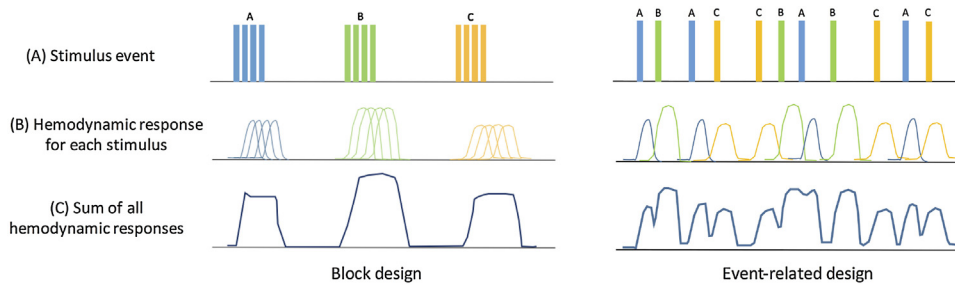 A B C
A B A C C B A B C A C
(A) Stimulus event
(B) Hemodynamic response
for each stimulus
(C) Sum of all
hemodynamic responses
Block design
Event-related design